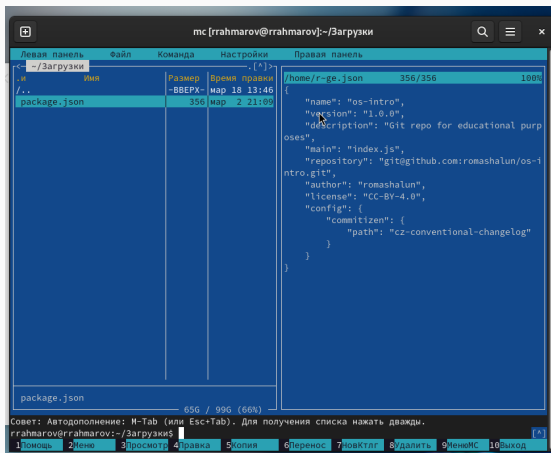 mc [rrahmarov@rrahmarov]:~/Загрузки
Левая панель Файл Команда Настройки Правая панель
<— ~/Загрузки .[^]>
.и Имя Размер Время правки
/.. -ВВЕРХ- мар 18 13:46
package.json 356 мар 2 21:09
package.json
65G / 99G (66%)
/home/r~ge.json 356/356 100%
{
"name": "os-intro",
"version": "1.0.0",
"description": "Git repo for educational purp
oses",
"main": "index.js",
"repository": "git@github.com:romashalun/os-i
ntro.git",
"author": "romashalun",
"license": "CC-BY-4.0",
"config": {
"commitizen": {
"path": "cz-conventional-changelog"
}
}
}
Совет: Автодополнение: M-Tab (или Esc+Tab). Для получения списка нажать дважды.
rrahmarov@rrahmarov:~/Загрузки$ [^]
1Помощь 2Меню 3Просмотр 4Правка 5Копия 6Перенос 7НовКтлг 8Удалить 9МенюMC 10Выход